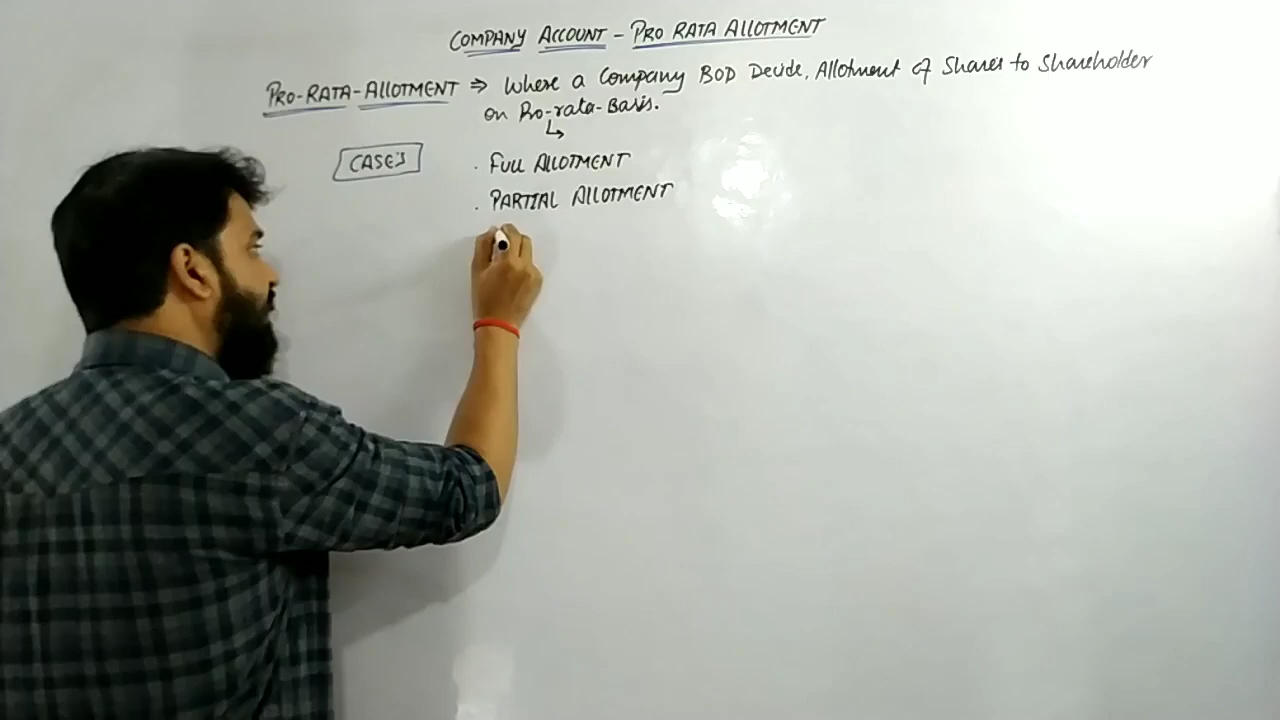 COMPANY ACCOUNT - PRO RATA ALLOTMENT
PRO-RATA-ALLOTMENT ⇒ Where a Company BOD Decide, Allotment of Shares to Shareholder
on Pro-rata-Basis.
↳
CASE'S
. FULL ALLOTMENT
. PARTIAL ALLOTMENT